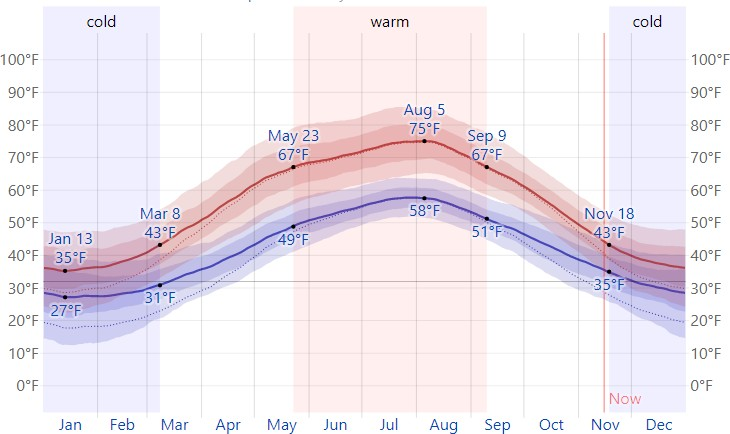 cold
warm
cold
100°F
100°F
90°F
90°F
80°F
80°F
70°F
70°F
60°F
60°F
50°F
50°F
40°F
40°F
30°F
30°F
20°F
20°F
10°F
10°F
0°F
0°F
Jan 13
35°F
27°F
Mar 8
43°F
31°F
May 23
67°F
49°F
Aug 5
75°F
58°F
Sep 9
67°F
51°F
Nov 18
43°F
35°F
Now
Jan
Feb
Mar
Apr
May
Jun
Jul
Aug
Sep
Oct
Nov
Dec